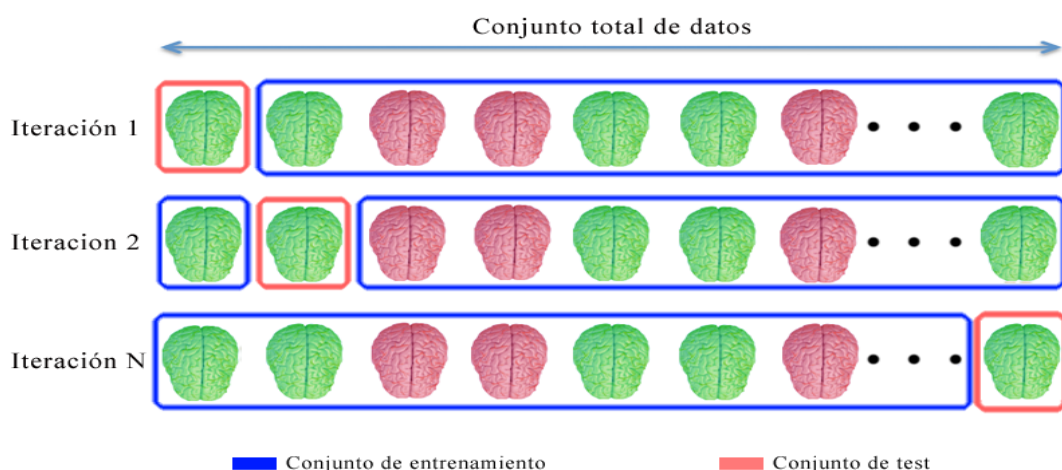 Conjunto total de datos
Iteración 1
Iteracion 2
Iteración N
Conjunto de entrenamiento
Conjunto de test